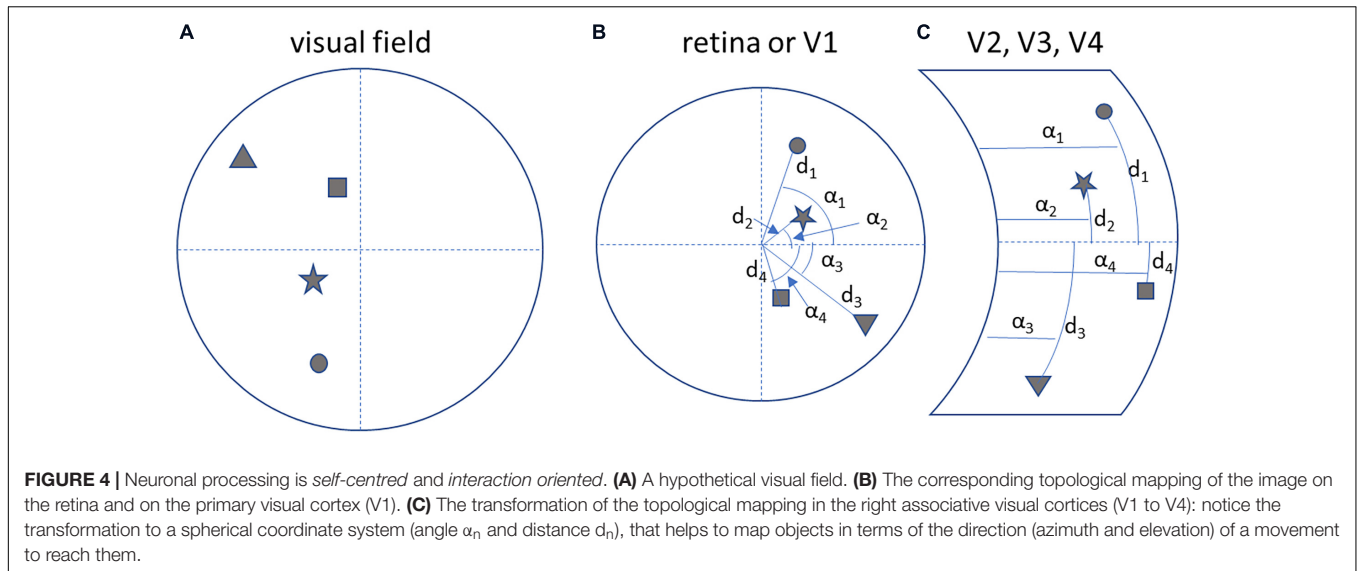 A
visual field
B
retina or V1
C
V2, V3, V4
d₁
α₁
d₂
α₂
α₃
d₄
d₃
α₄
α₁
d₁
α₂
d₂
α₄
d₄
α₃
d₃
FIGURE 4 | Neuronal processing is self-centred and interaction oriented. (A) A hypothetical visual field. (B) The corresponding topological mapping of the image on
the retina and on the primary visual cortex (V1). (C) The transformation of the topological mapping in the right associative visual cortices (V1 to V4): notice the
transformation to a spherical coordinate system (angle αₙ and distance dₙ), that helps to map objects in terms of the direction (azimuth and elevation) of a movement
to reach them.